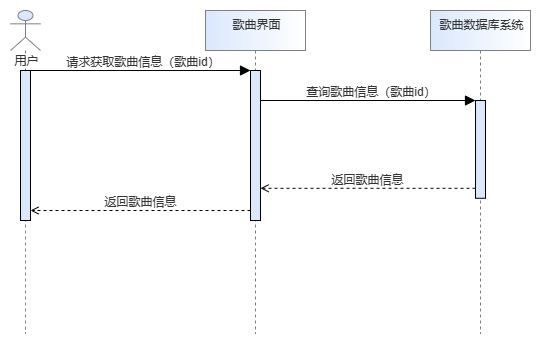 歌曲界面
歌曲数据库系统
用户
请求获取歌曲信息（歌曲id）
查询歌曲信息（歌曲id）
返回歌曲信息
返回歌曲信息